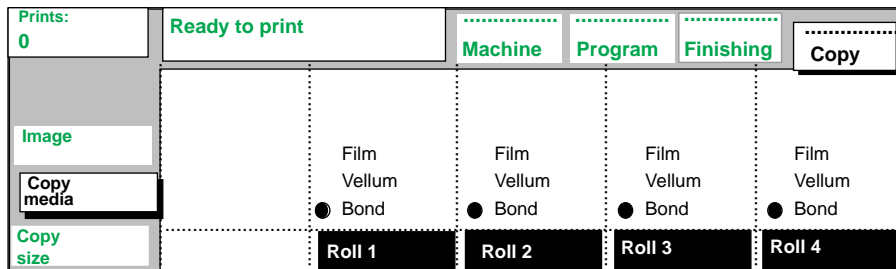 Prints:
0
Ready to print
Machine
Program
Finishing
Copy
Image
Copy
media
Copy
size
Film
Vellum
Bond
Roll 1
Film
Vellum
Bond
Roll 2
Film
Vellum
Bond
Roll 3
Film
Vellum
Bond
Roll 4